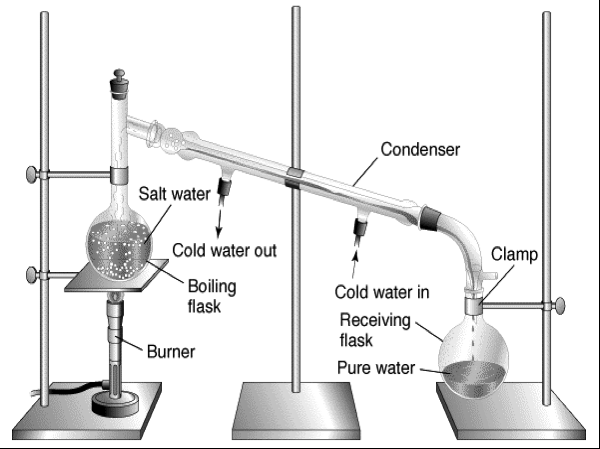 Condenser
Salt water
Cold water out
Boiling
flask
Burner
Cold water in
Clamp
Receiving
flask
Pure water